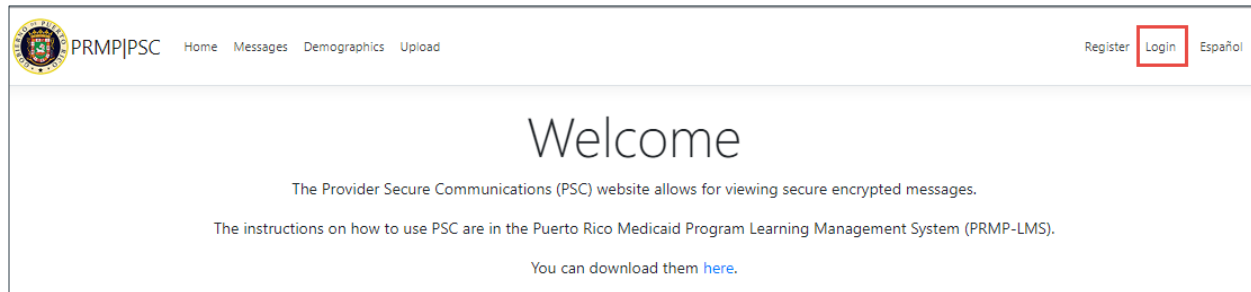 PRMP|PSC Home Messages Demographics Upload Register Login Español
Welcome
The Provider Secure Communications (PSC) website allows for viewing secure encrypted messages.
The instructions on how to use PSC are in the Puerto Rico Medicaid Program Learning Management System (PRMP-LMS).
You can download them here.